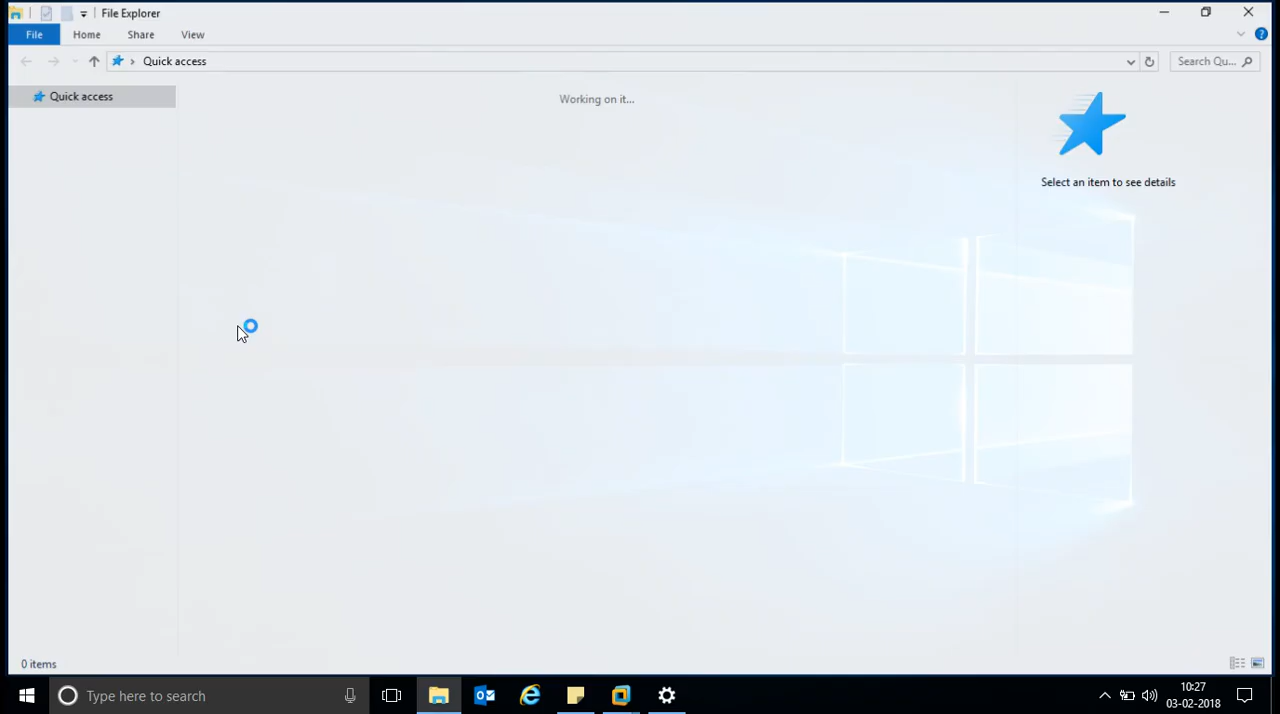 File Explorer
File Home Share View
Quick access
Search Qu...
Quick access
Working on it...
Select an item to see details
0 items
Type here to search
10:27
03-02-2018